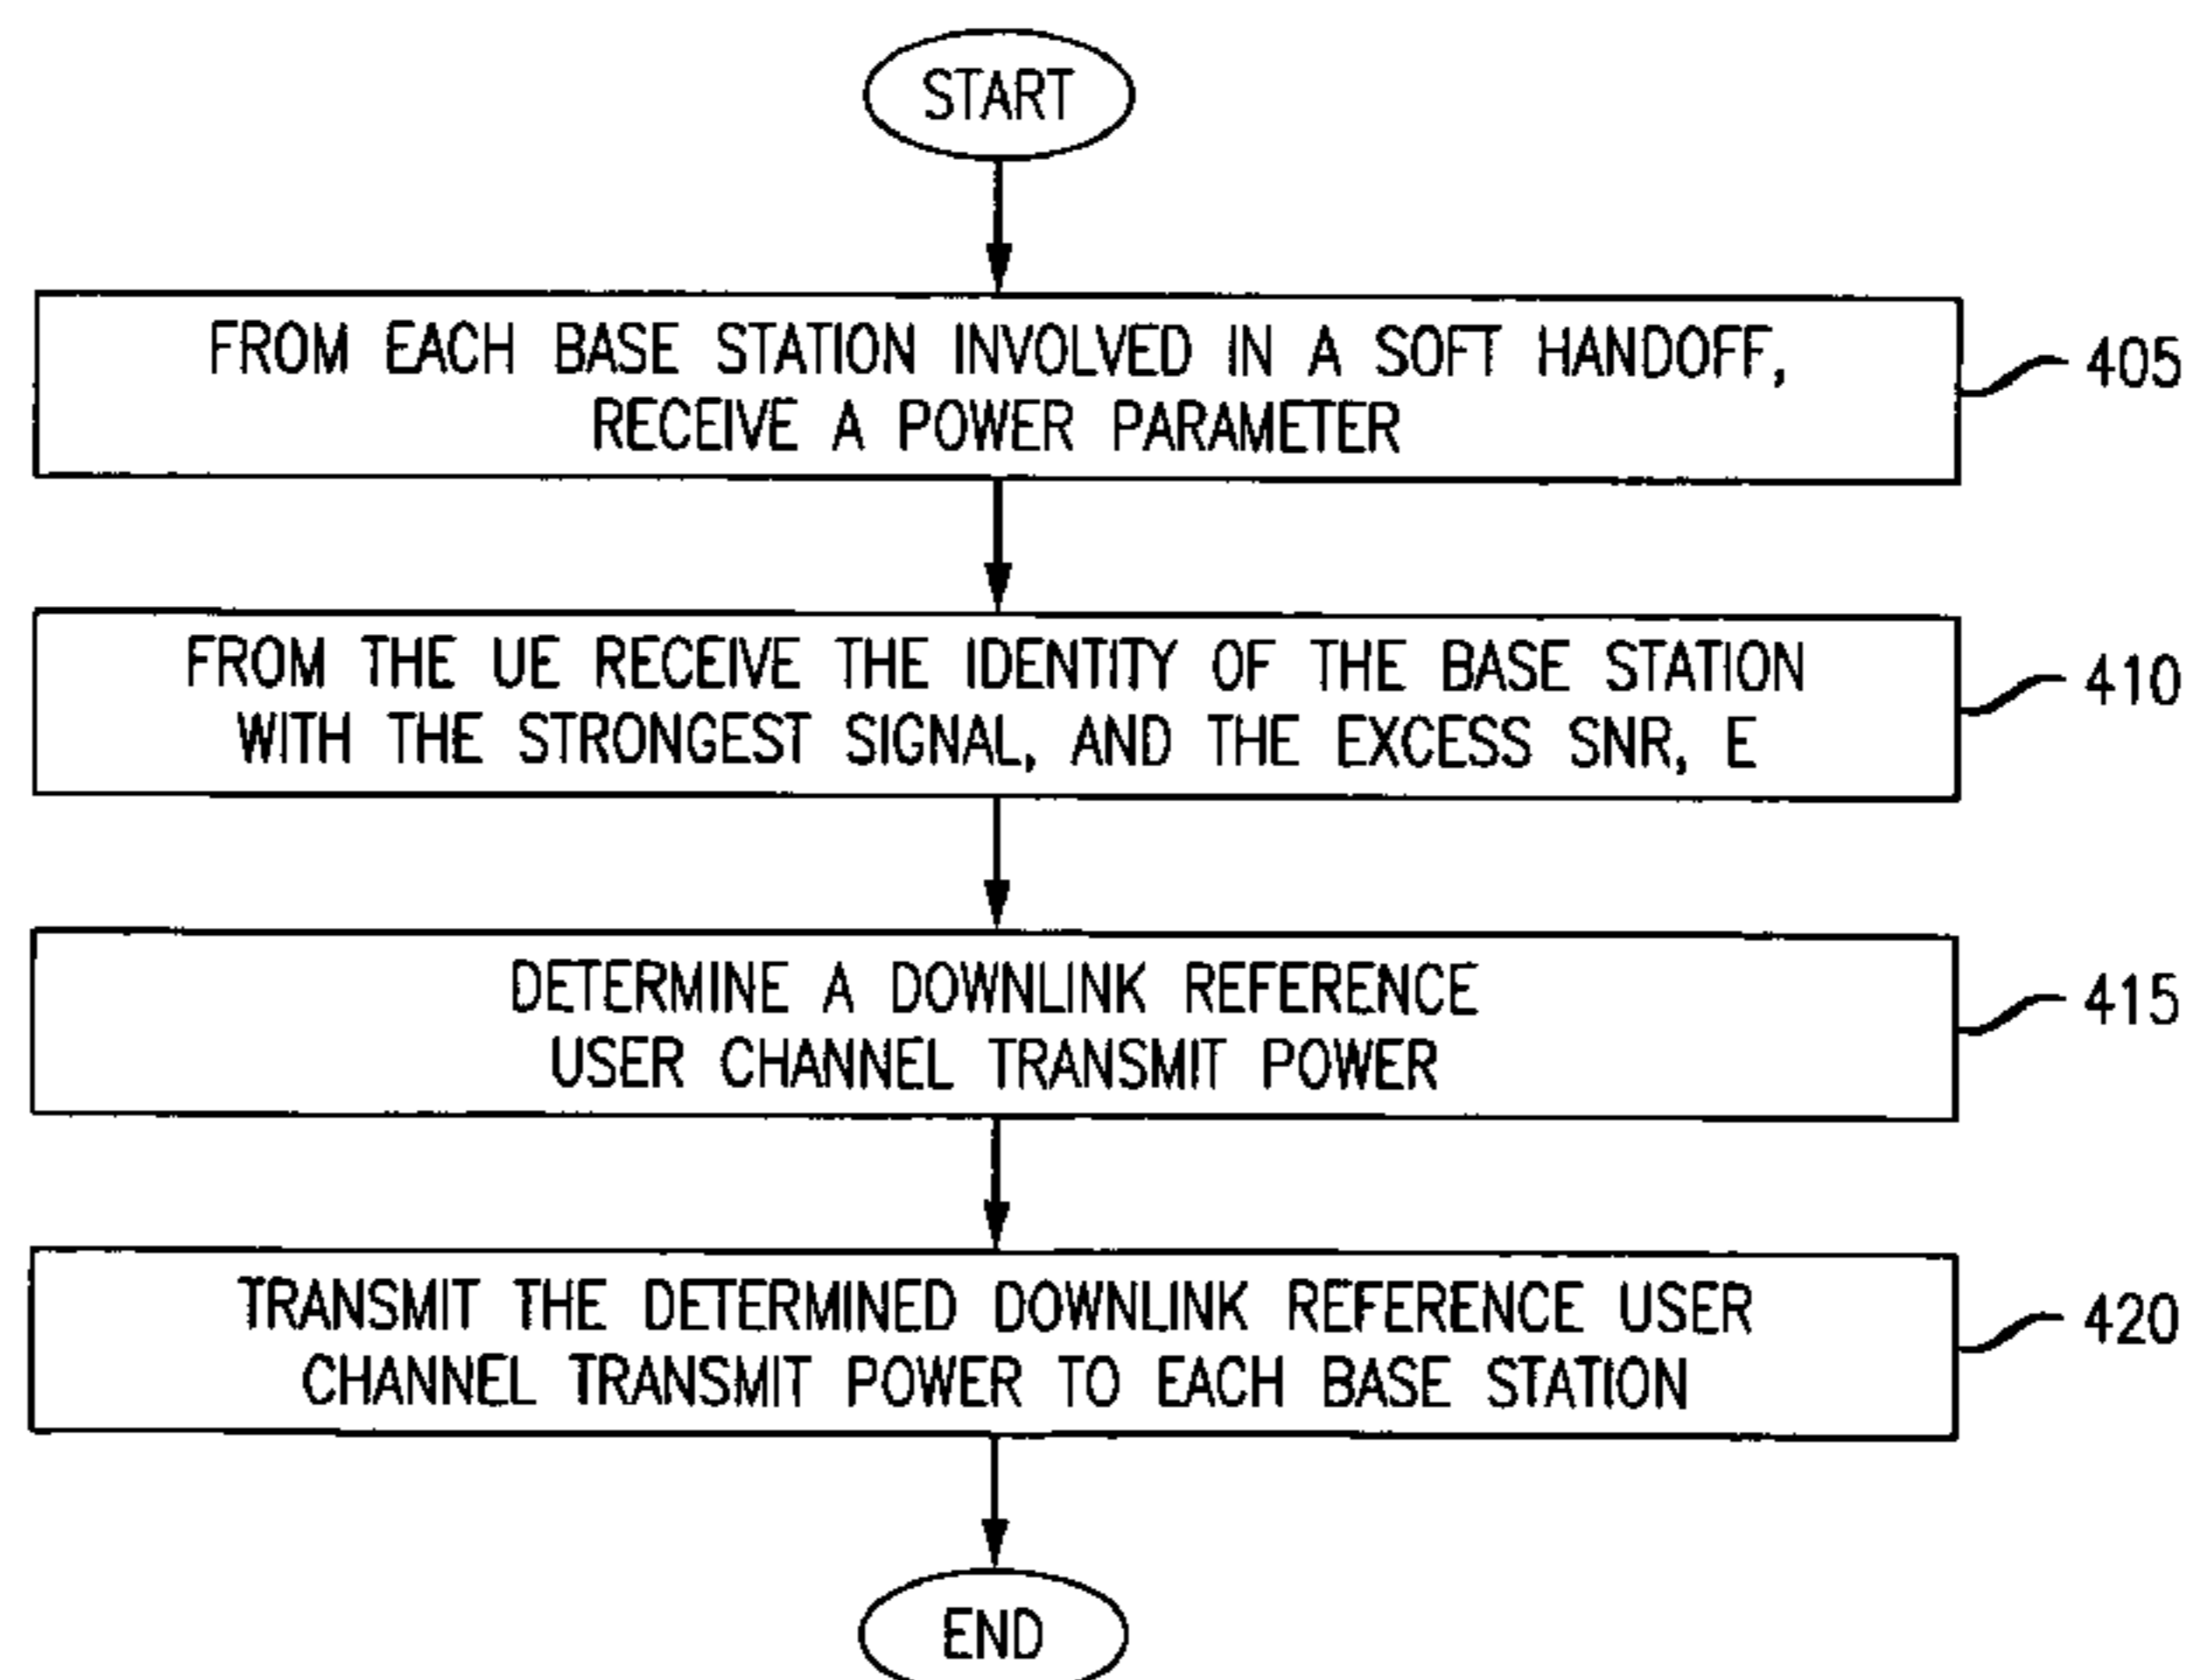 START
FROM EACH BASE STATION INVOLVED IN A SOFT HANDOFF,
RECEIVE A POWER PARAMETER
405
FROM THE UE RECEIVE THE IDENTITY OF THE BASE STATION
WITH THE STRONGEST SIGNAL, AND THE EXCESS SNR, E
410
DETERMINE A DOWNLINK REFERENCE
USER CHANNEL TRANSMIT POWER
415
TRANSMIT THE DETERMINED DOWNLINK REFERENCE USER
CHANNEL TRANSMIT POWER TO EACH BASE STATION
420
END